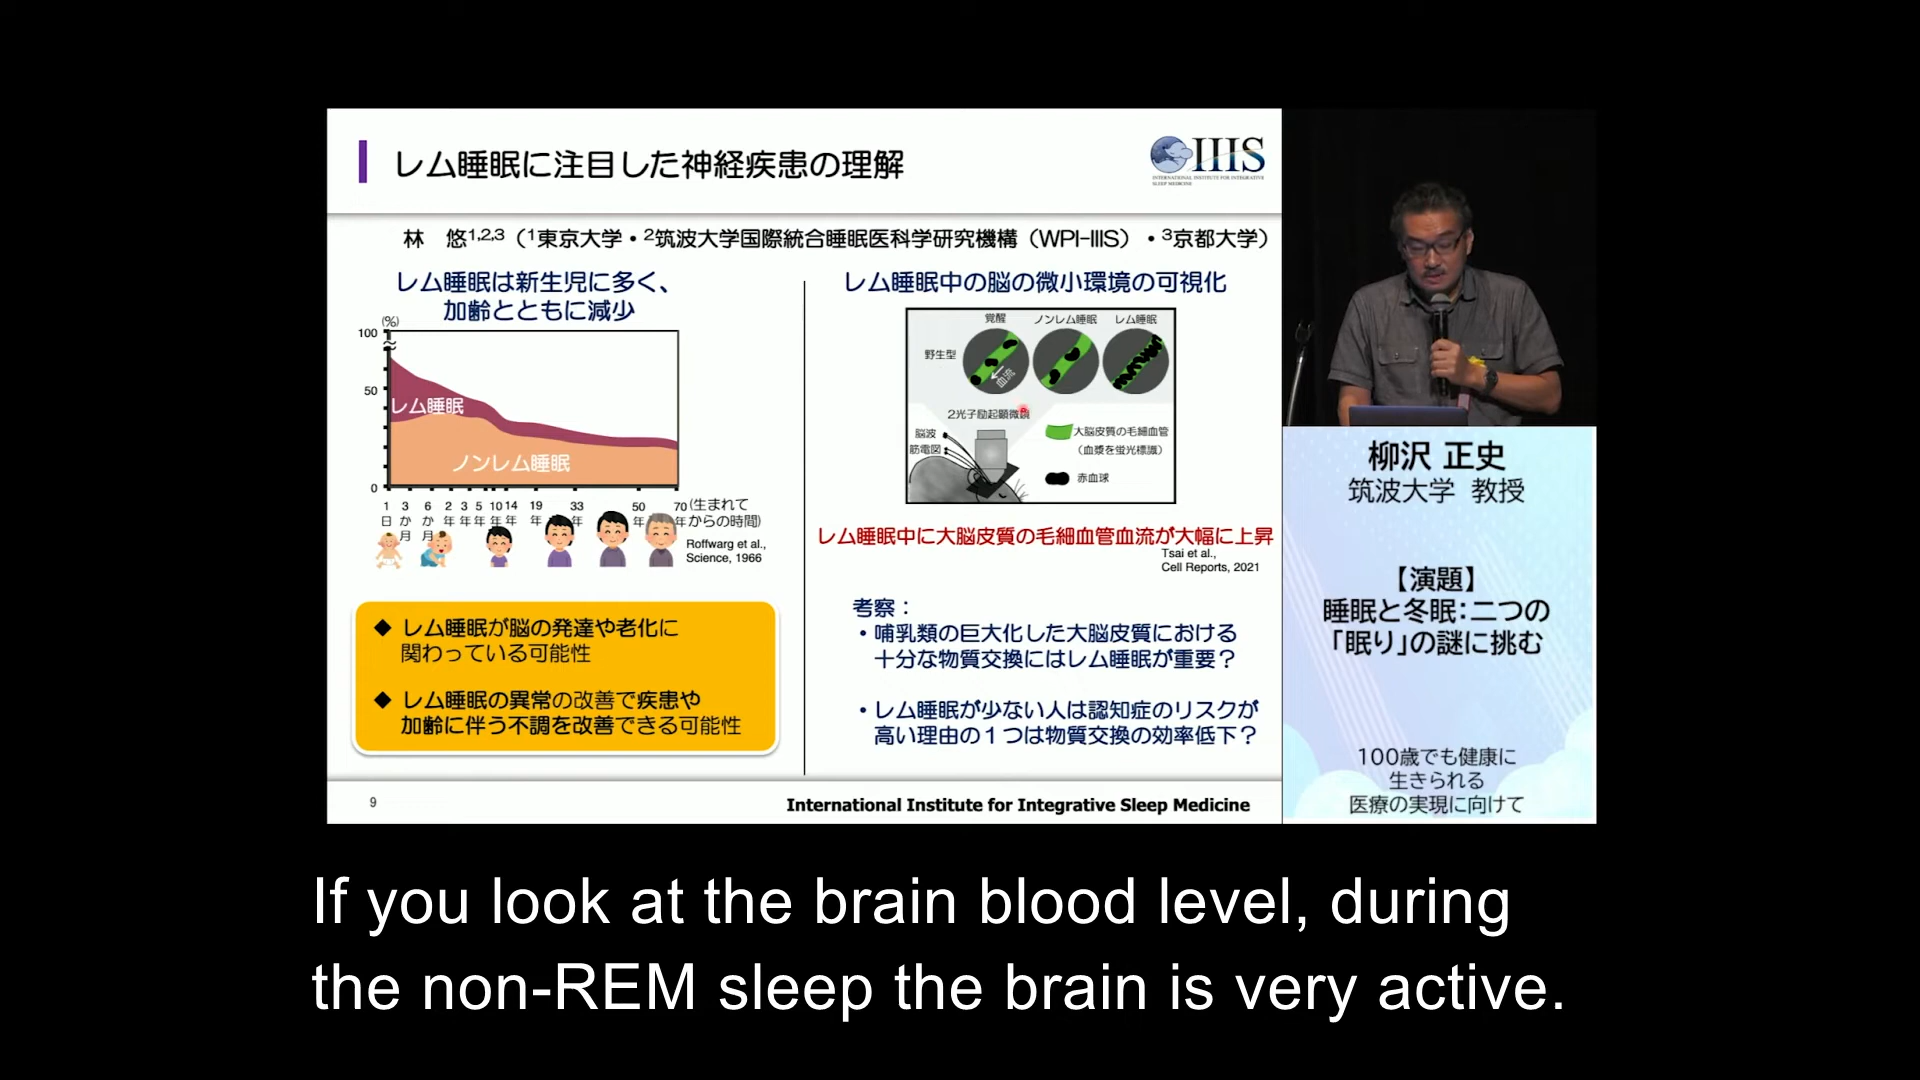 レム睡眠に注目した神経疾患の理解
IIIS
INTERNATIONAL INSTITUTE FOR INTEGRATIVE
SLEEP MEDICINE
林 悠1,2,3（1東京大学・2筑波大学国際統合睡眠医科学研究機構（WPI-IIIS）・3京都大学）
レム睡眠は新生児に多く、
加齢とともに減少
(%)
100
50
0
レム睡眠
ノンレム睡眠
1日 3か月 6か月 2年 3年 5年 10年 14年 19年 33年 50年 70年
(生まれてからの時間)
Roffwarg et al.,
Science, 1966
◆ レム睡眠が脳の発達や老化に
関わっている可能性
◆ レム睡眠の異常の改善で疾患や
加齢に伴う不調を改善できる可能性
レム睡眠中の脳の微小環境の可視化
覚醒 ノンレム睡眠 レム睡眠
野生型
血流
2光子励起顕微鏡
脳波
筋電図
大脳皮質の毛細血管
（血漿を蛍光標識）
赤血球
レム睡眠中に大脳皮質の毛細血管血流が大幅に上昇
Tsai et al.,
Cell Reports, 2021
考察：
・哺乳類の巨大化した大脳皮質における
十分な物質交換にはレム睡眠が重要？
・レム睡眠が少ない人は認知症のリスクが
高い理由の１つは物質交換の効率低下？
9
International Institute for Integrative Sleep Medicine
柳沢 正史
筑波大学 教授
【演題】
睡眠と冬眠：二つの
「眠り」の謎に挑む
100歳でも健康に
生きられる
医療の実現に向けて
If you look at the brain blood level, during
the non-REM sleep the brain is very active.